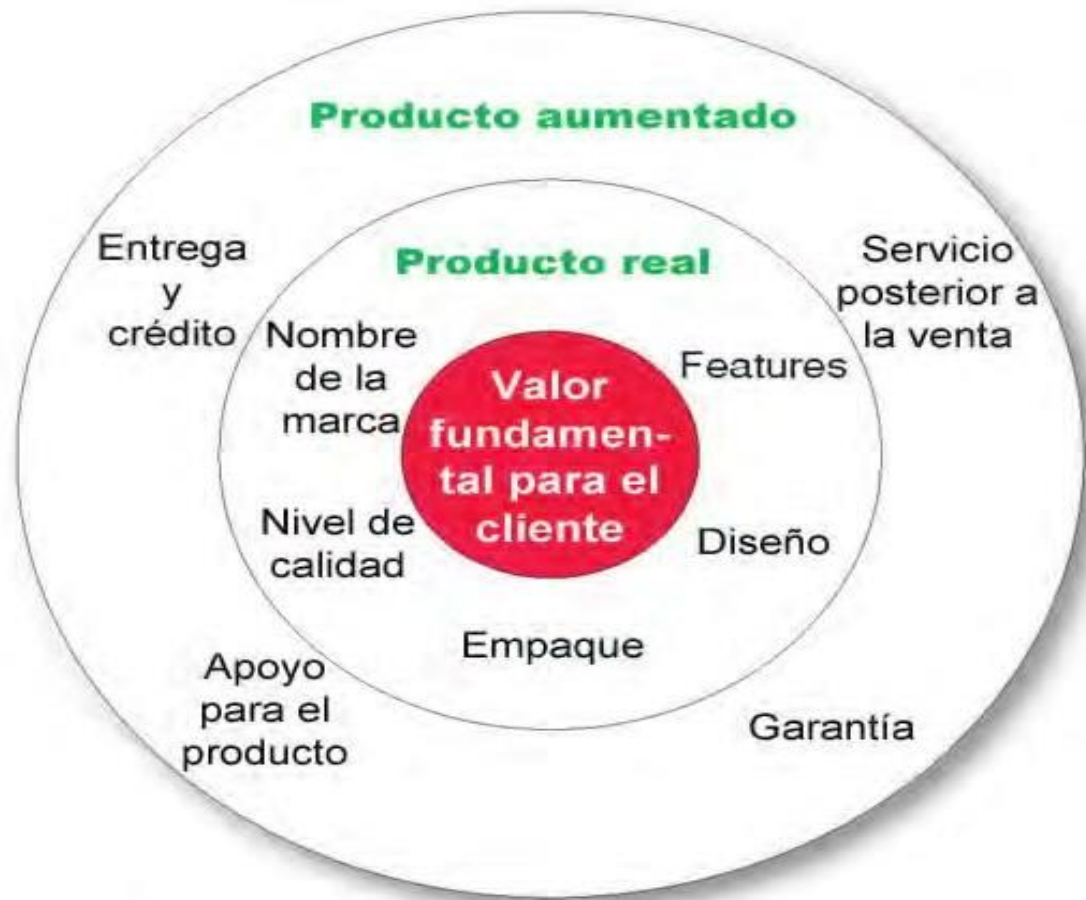 Producto aumentado
Entrega
y
crédito
Servicio
posterior a
la venta
Producto real
Nombre
de la
marca
Features
Valor
fundamen-
tal para el
cliente
Nivel de
calidad
Diseño
Empaque
Apoyo
para el
producto
Garantía